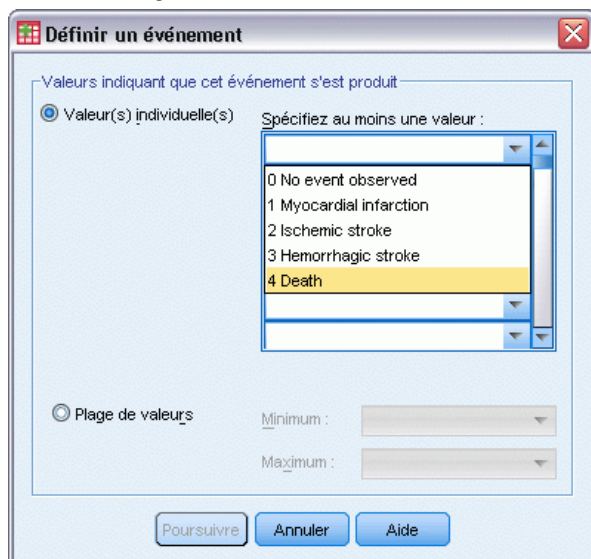 Définir un événement
Valeurs indiquant que cet événement s'est produit
Valeur(s) individuelle(s)
Spécifiez au moins une valeur :
0 No event observed
1 Myocardial infarction
2 Ischemic stroke
3 Hemorrhagic stroke
4 Death
Plage de valeurs
Minimum :
Maximum :
Poursuivre Annuler Aide